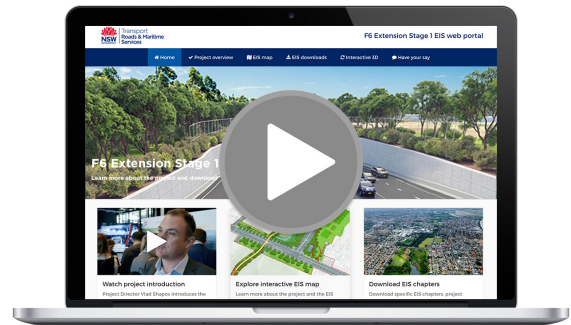 NSW
GOVERNMENT
Transport
Roads & Maritime
Services
F6 Extension Stage 1 EIS web portal
Home
Project overview
EIS map
EIS downloads
Interactive 3D
Have your say
F6 Extension Stage 1
Learn more about the project and download
Watch project introduction
Project Director Vlad Shapov introduces the
Explore interactive EIS map
Learn more about the project and the EIS
Download EIS chapters
Download specific EIS chapters, project